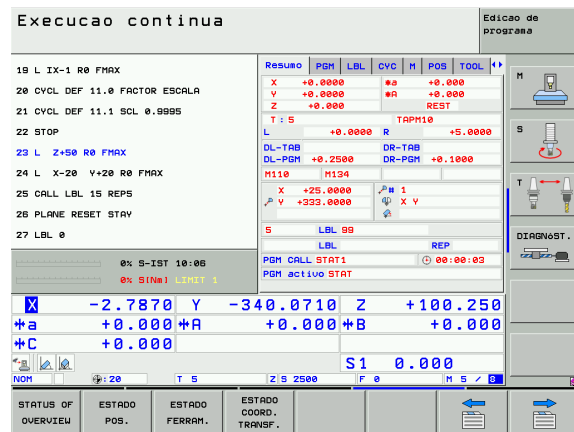 Execucao continua
Edicao de
programa
19 L IX-1 R0 FMAX
20 CYCL DEF 11.0 FACTOR ESCALA
21 CYCL DEF 11.1 SCL 0.9995
22 STOP
23 L Z+50 R0 FMAX
24 L X-20 Y+20 R0 FMAX
25 CALL LBL 15 REP5
26 PLANE RESET STAY
27 LBL 0
0% S-IST 10:06
0% S[Nm] LIMIT 1
Resumo PGM LBL CYC M POS TOOL
X +0.0000 *a +0.000
Y +0.0000 *A +0.000
Z +0.000 REST
T : 5 TAPM10
L +0.0000 R +5.0000
DL-TAB DR-TAB
DL-PGM +0.2500 DR-PGM +0.1000
M110 M134
X +25.0000 # 1
Y +333.0000 X Y
5 LBL 99
LBL REP
PGM CALL STAT1 00:00:03
PGM activo STAT
M
S
T
DIAGNóST.
X -2.7870 Y -340.0710 Z +100.250
*a +0.000 *A +0.000 *B +0.000
*C +0.000
S1 0.000
NOM :20 T 5 Z S 2500 F 0 M 5 / 8
STATUS OF
OVERVIEW
ESTADO
POS.
ESTADO
FERRAM.
ESTADO
COORD.
TRANSF.